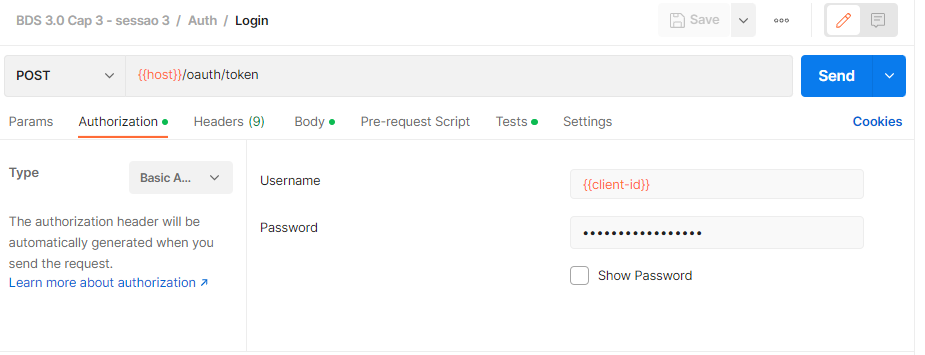 BDS 3.0 Cap 3 - sessao 3 / Auth / Login
Save
POST
{{host}}/oauth/token
Send
Params
Authorization
Headers (9)
Body
Pre-request Script
Tests
Settings
Cookies
Type
Basic A...
The authorization header will be
automatically generated when you
send the request.
Learn more about authorization ↗
Username
{{client-id}}
Password
•••••••••••••••••
Show Password